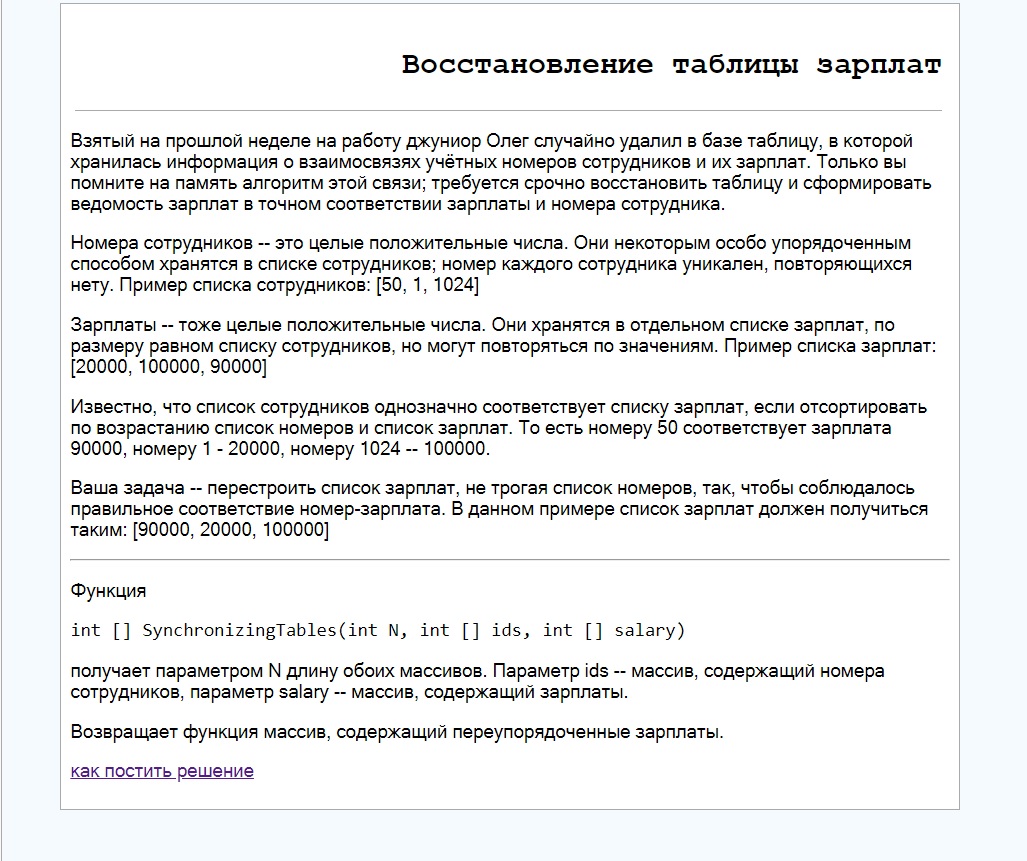 Восстановление таблицы зарплат
Взятый на прошлой неделе на работу джуниор Олег случайно удалил в базе таблицу, в которой
хранилась информация о взаимосвязях учётных номеров сотрудников и их зарплат. Только вы
помните на память алгоритм этой связи; требуется срочно восстановить таблицу и сформировать
ведомость зарплат в точном соответствии зарплаты и номера сотрудника.
Номера сотрудников -- это целые положительные числа. Они некоторым особо упорядоченным
способом хранятся в списке сотрудников; номер каждого сотрудника уникален, повторяющихся
нету. Пример списка сотрудников: [50, 1, 1024]
Зарплаты -- тоже целые положительные числа. Они хранятся в отдельном списке зарплат, по
размеру равном списку сотрудников, но могут повторяться по значениям. Пример списка зарплат:
[20000, 100000, 90000]
Известно, что список сотрудников однозначно соответствует списку зарплат, если отсортировать
по возрастанию список номеров и список зарплат. То есть номеру 50 соответствует зарплата
90000, номеру 1 - 20000, номеру 1024 -- 100000.
Ваша задача -- перестроить список зарплат, не трогая список номеров, так, чтобы соблюдалось
правильное соответствие номер-зарплата. В данном примере список зарплат должен получиться
таким: [90000, 20000, 100000]
Функция
int [] SynchronizingTables(int N, int [] ids, int [] salary)
получает параметром N длину обоих массивов. Параметр ids -- массив, содержащий номера
сотрудников, параметр salary -- массив, содержащий зарплаты.
Возвращает функция массив, содержащий переупорядоченные зарплаты.
как постить решение